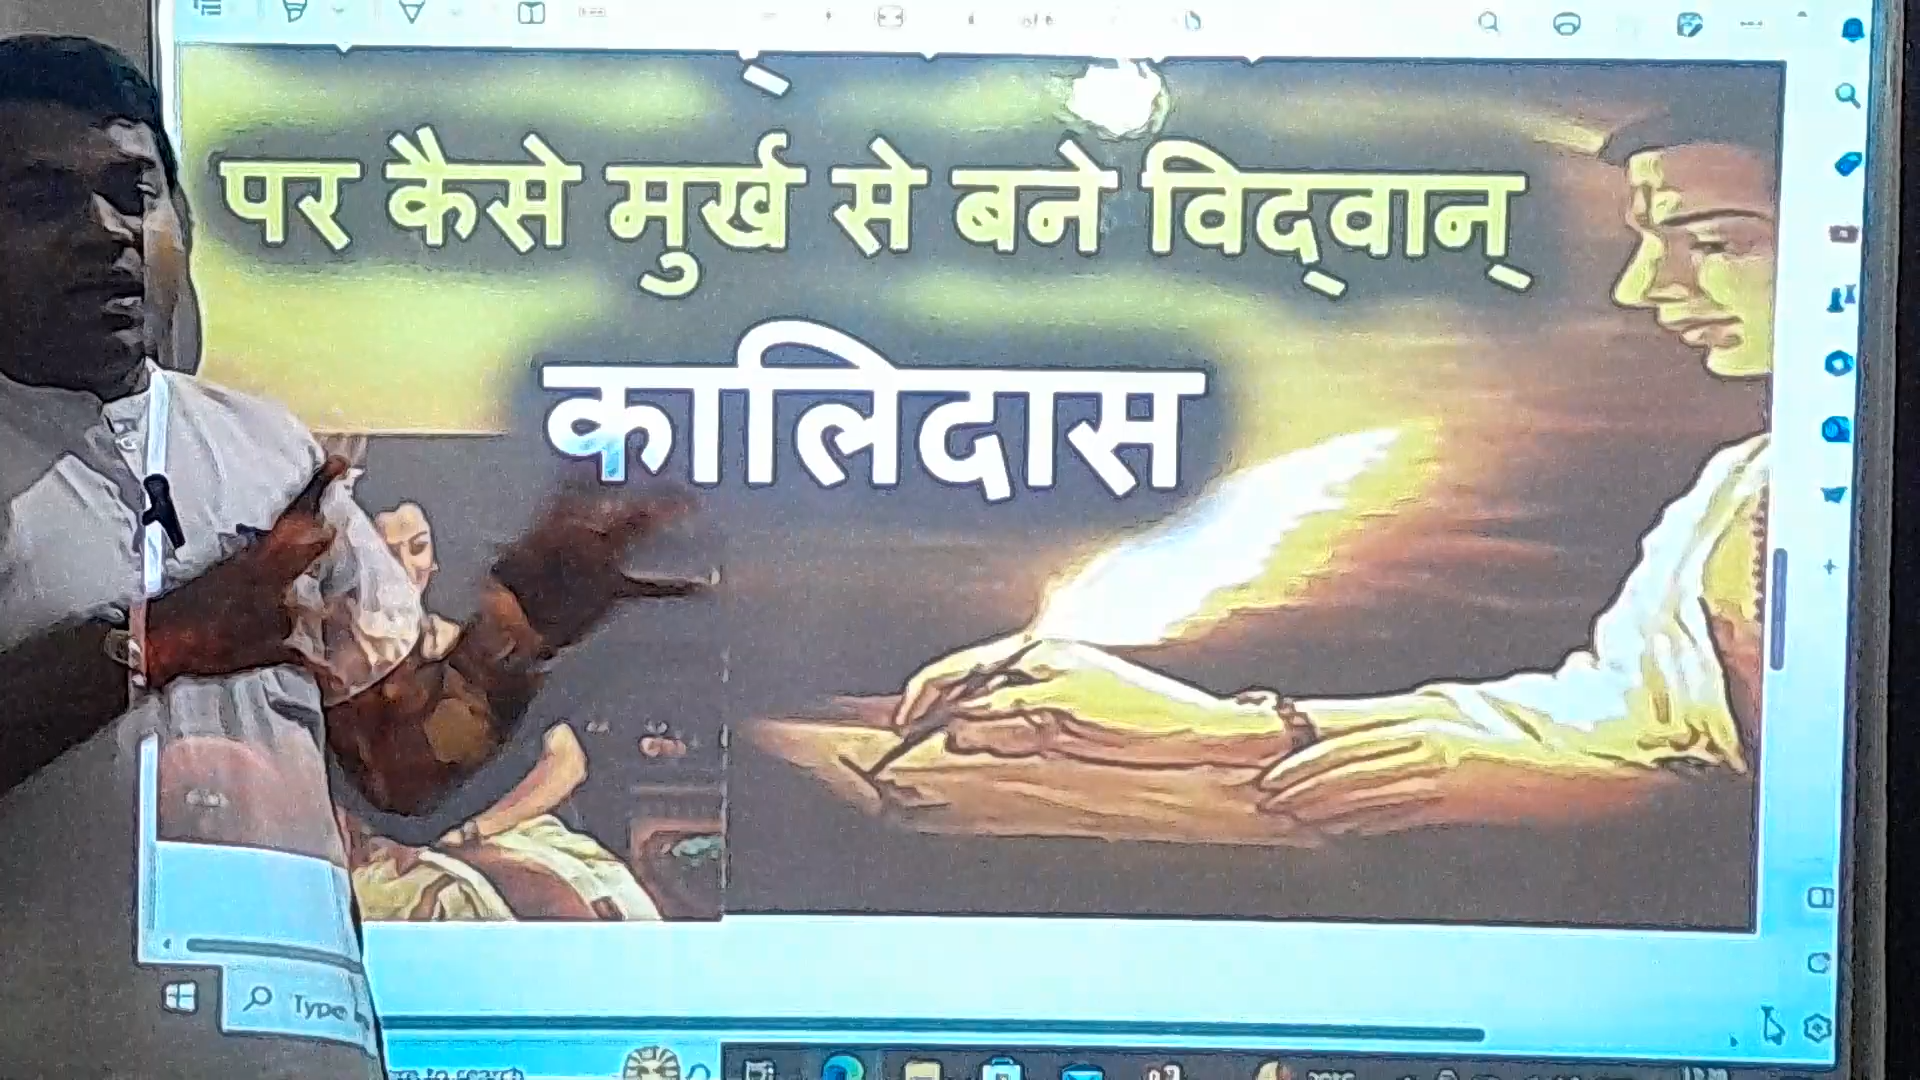 पर कैसे मुर्ख से बने विद्‌वान्
कालिदास
Type